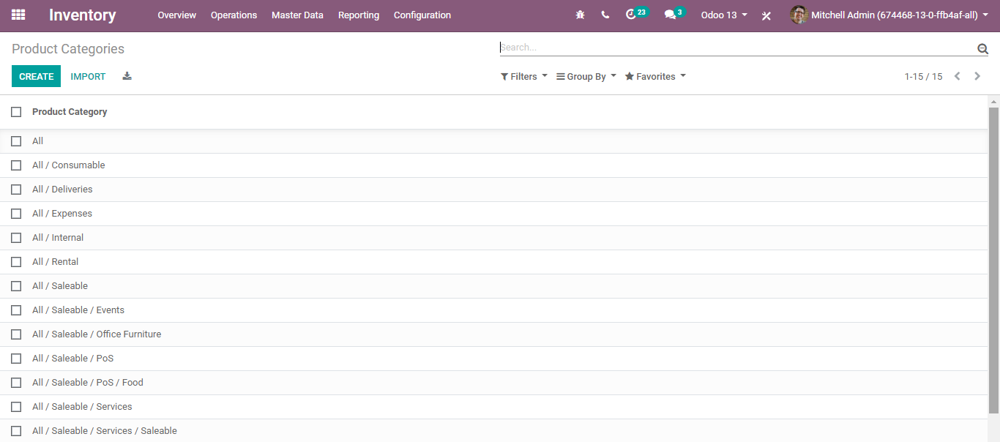 Inventory Overview Operations Master Data Reporting Configuration 23 3 Odoo 13 Mitchell Admin (674468-13-0-ffb4af-all)
Product Categories Search...
CREATE IMPORT Filters Group By Favorites 1-15 / 15
Product Category
All
All / Consumable
All / Deliveries
All / Expenses
All / Internal
All / Rental
All / Saleable
All / Saleable / Events
All / Saleable / Office Furniture
All / Saleable / PoS
All / Saleable / PoS / Food
All / Saleable / Services
All / Saleable / Services / Saleable